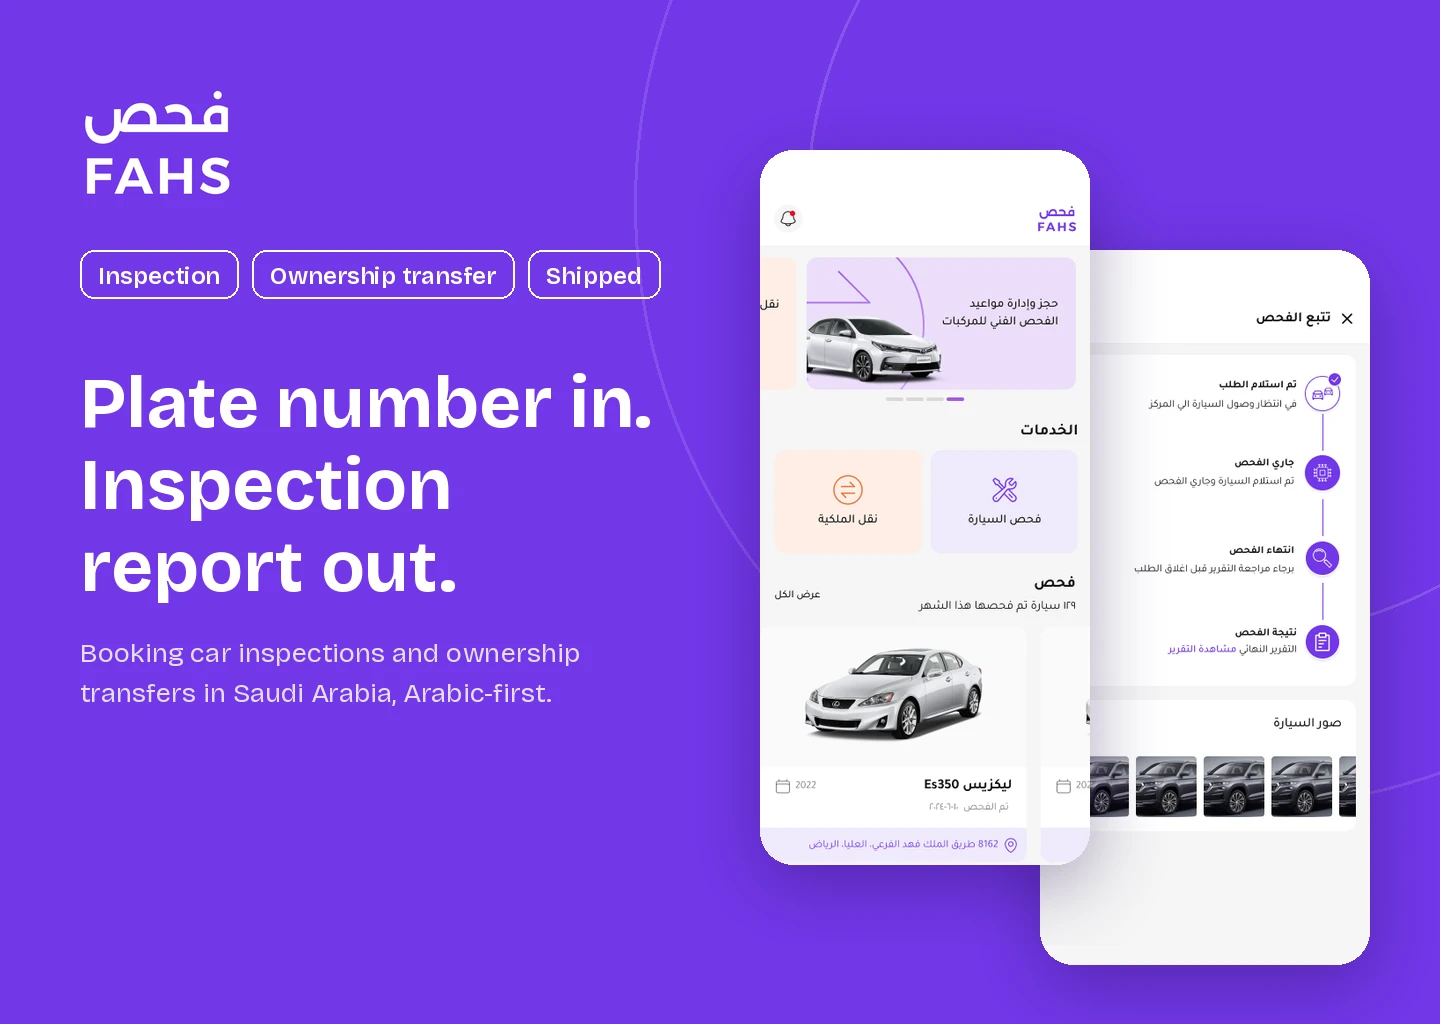 فحص
FAHS
Inspection
Ownership transfer
Shipped
Plate number in.
Inspection
report out.
Booking car inspections and ownership
transfers in Saudi Arabia, Arabic-first.
فحص
FAHS
حجز وإدارة مواعيد
الفحص الفني للمركبات
نقل
الخدمات
فحص السيارة
نقل الملكية
فحص
عرض الكل
١٢٩ سيارة تم فحصها هذا الشهر
ليكزيس Es350
2022
تم الفحص
8162 طريق الملك فهد الفرعي، العليا، الرياض
202
تتبع الفحص
تم استلام الطلب
في انتظار وصول السيارة الي المركز
جاري الفحص
تم استلام السيارة وجاري الفحص
انتهاء الفحص
برجاء مراجعة التقرير قبل اغلاق الطلب
نتيجة الفحص
التقرير النهائي مشاهدة التقرير
صور السيارة